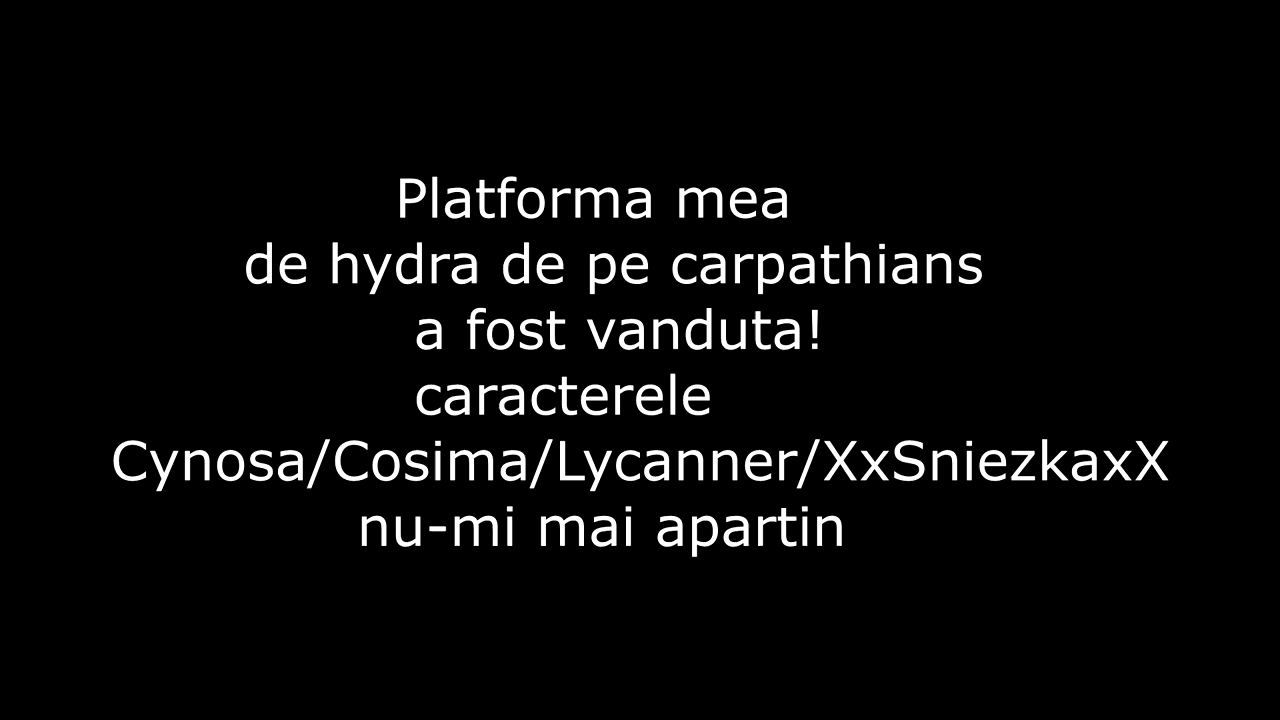 Platforma mea
de hydra de pe carpathians
a fost vanduta!
caracterele
Cynosa/Cosima/Lycanner/XxSniezkaxX
nu-mi mai apartin